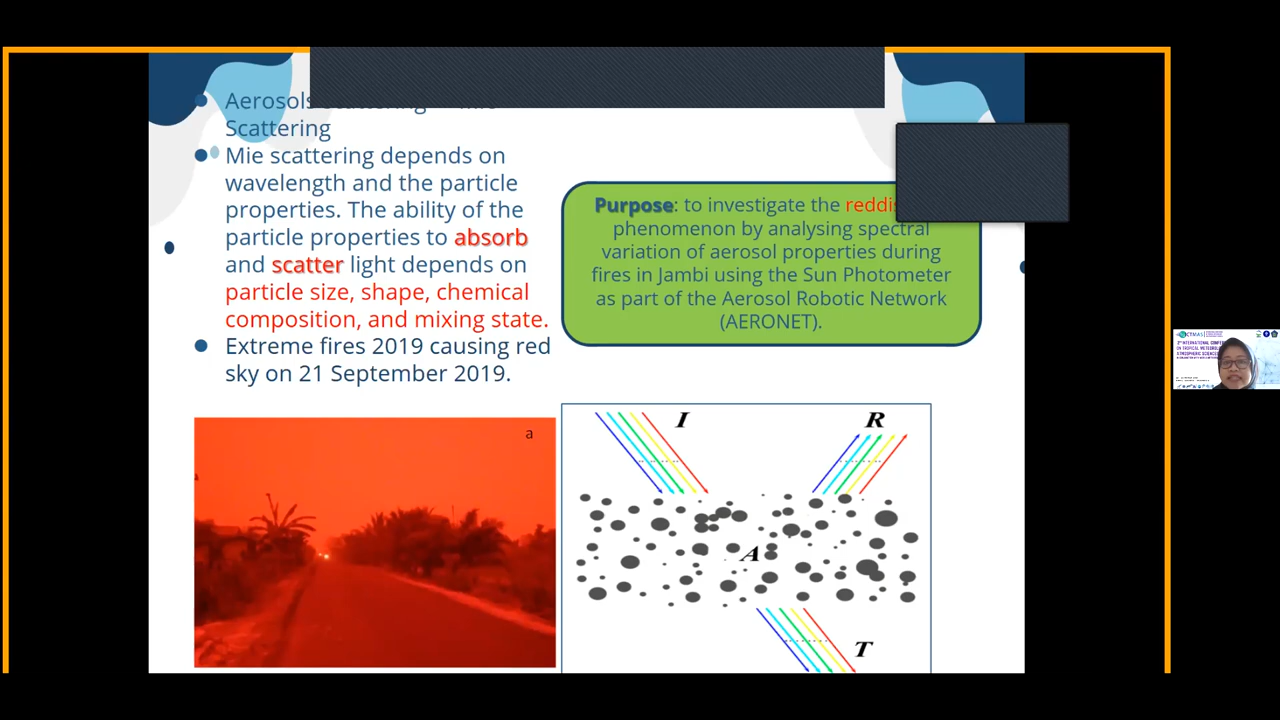 Aerosols
Scattering
Mie scattering depends on
wavelength and the particle
properties. The ability of the
particle properties to absorb
and scatter light depends on
particle size, shape, chemical
composition, and mixing state.
Extreme fires 2019 causing red
sky on 21 September 2019.
Purpose: to investigate the
phenomenon by analysing spectral
variation of aerosol properties during
fires in Jambi using the Sun Photometer
as part of the Aerosol Robotic Network
(AERONET).
a
I
R
A
T